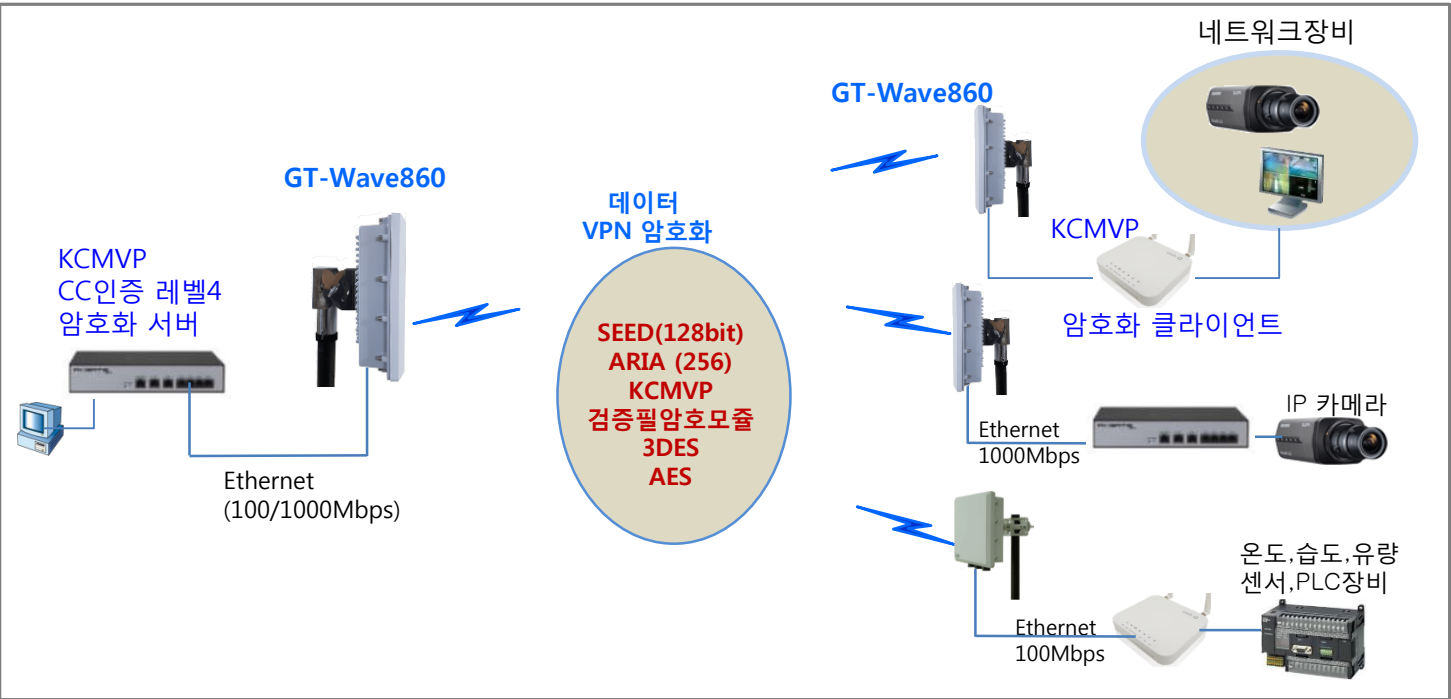 네트워크장비
GT-Wave860
GT-Wave860
데이터
VPN 암호화
KCMVP
CC인증 레벨4
암호화 서버
KCMVP
암호화 클라이언트
SEED(128bit)
ARIA (256)
KCMVP
검증필암호모쥴
3DES
AES
IP 카메라
Ethernet
1000Mbps
Ethernet
(100/1000Mbps)
온도,습도,유량
센서,PLC장비
Ethernet
100Mbps